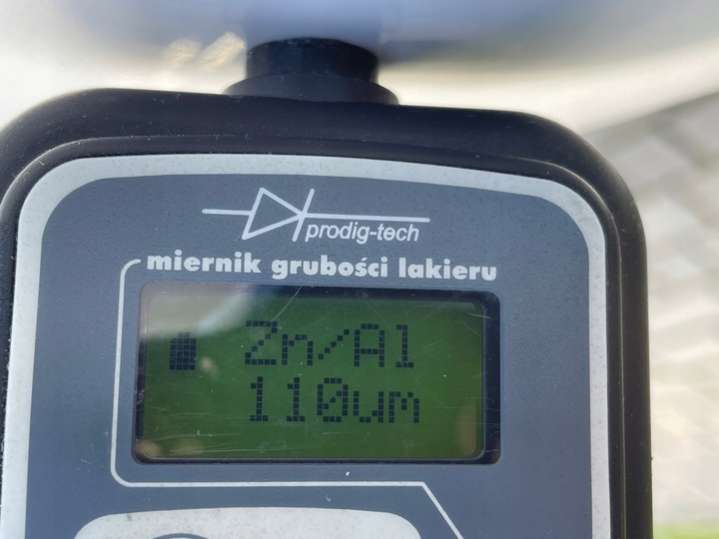 prodig-tech
miernik grubości lakieru
Zn/Al
110um